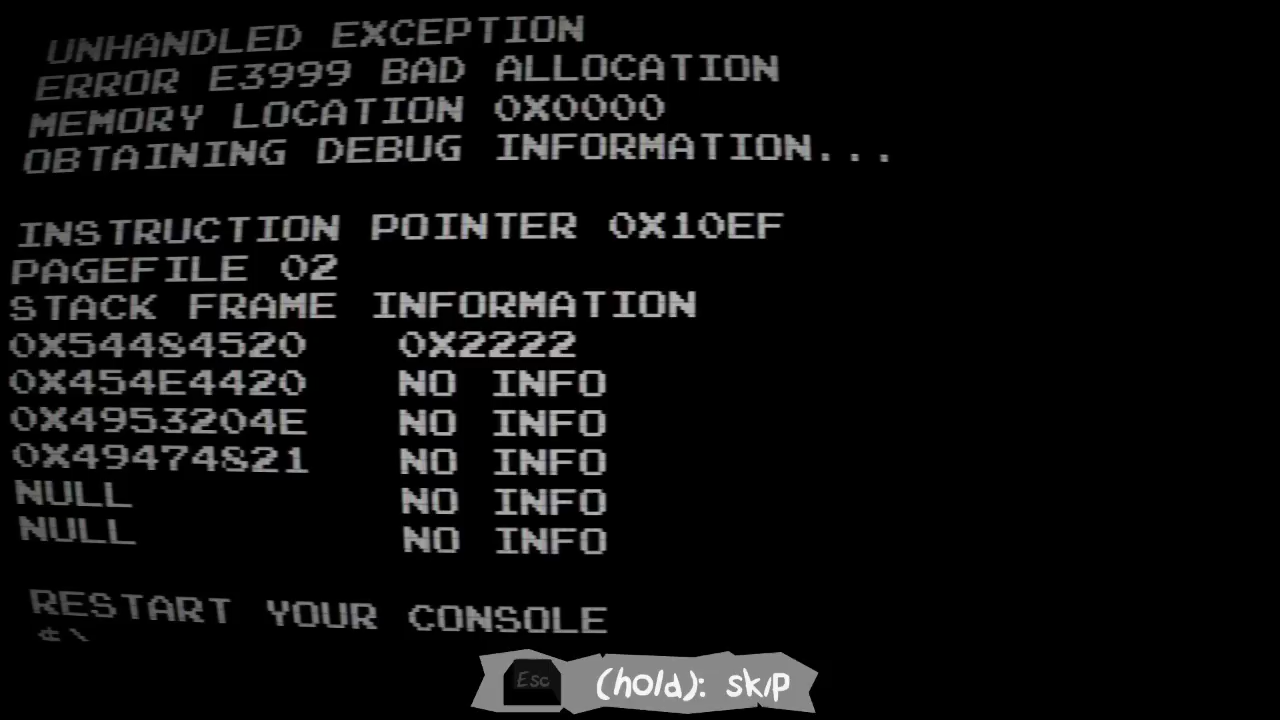 UNHANDLED EXCEPTION
ERROR E3999 BAD ALLOCATION
MEMORY LOCATION 0X0000
OBTAINING DEBUG INFORMATION...
INSTRUCTION POINTER 0X10EF
PAGEFILE 02
STACK FRAME INFORMATION
0X54484520 0X2222
0X454E4420 NO INFO
0X4953204E NO INFO
0X49474821 NO INFO
NULL NO INFO
NULL NO INFO
RESTART YOUR CONSOLE
Esc (hold): skip